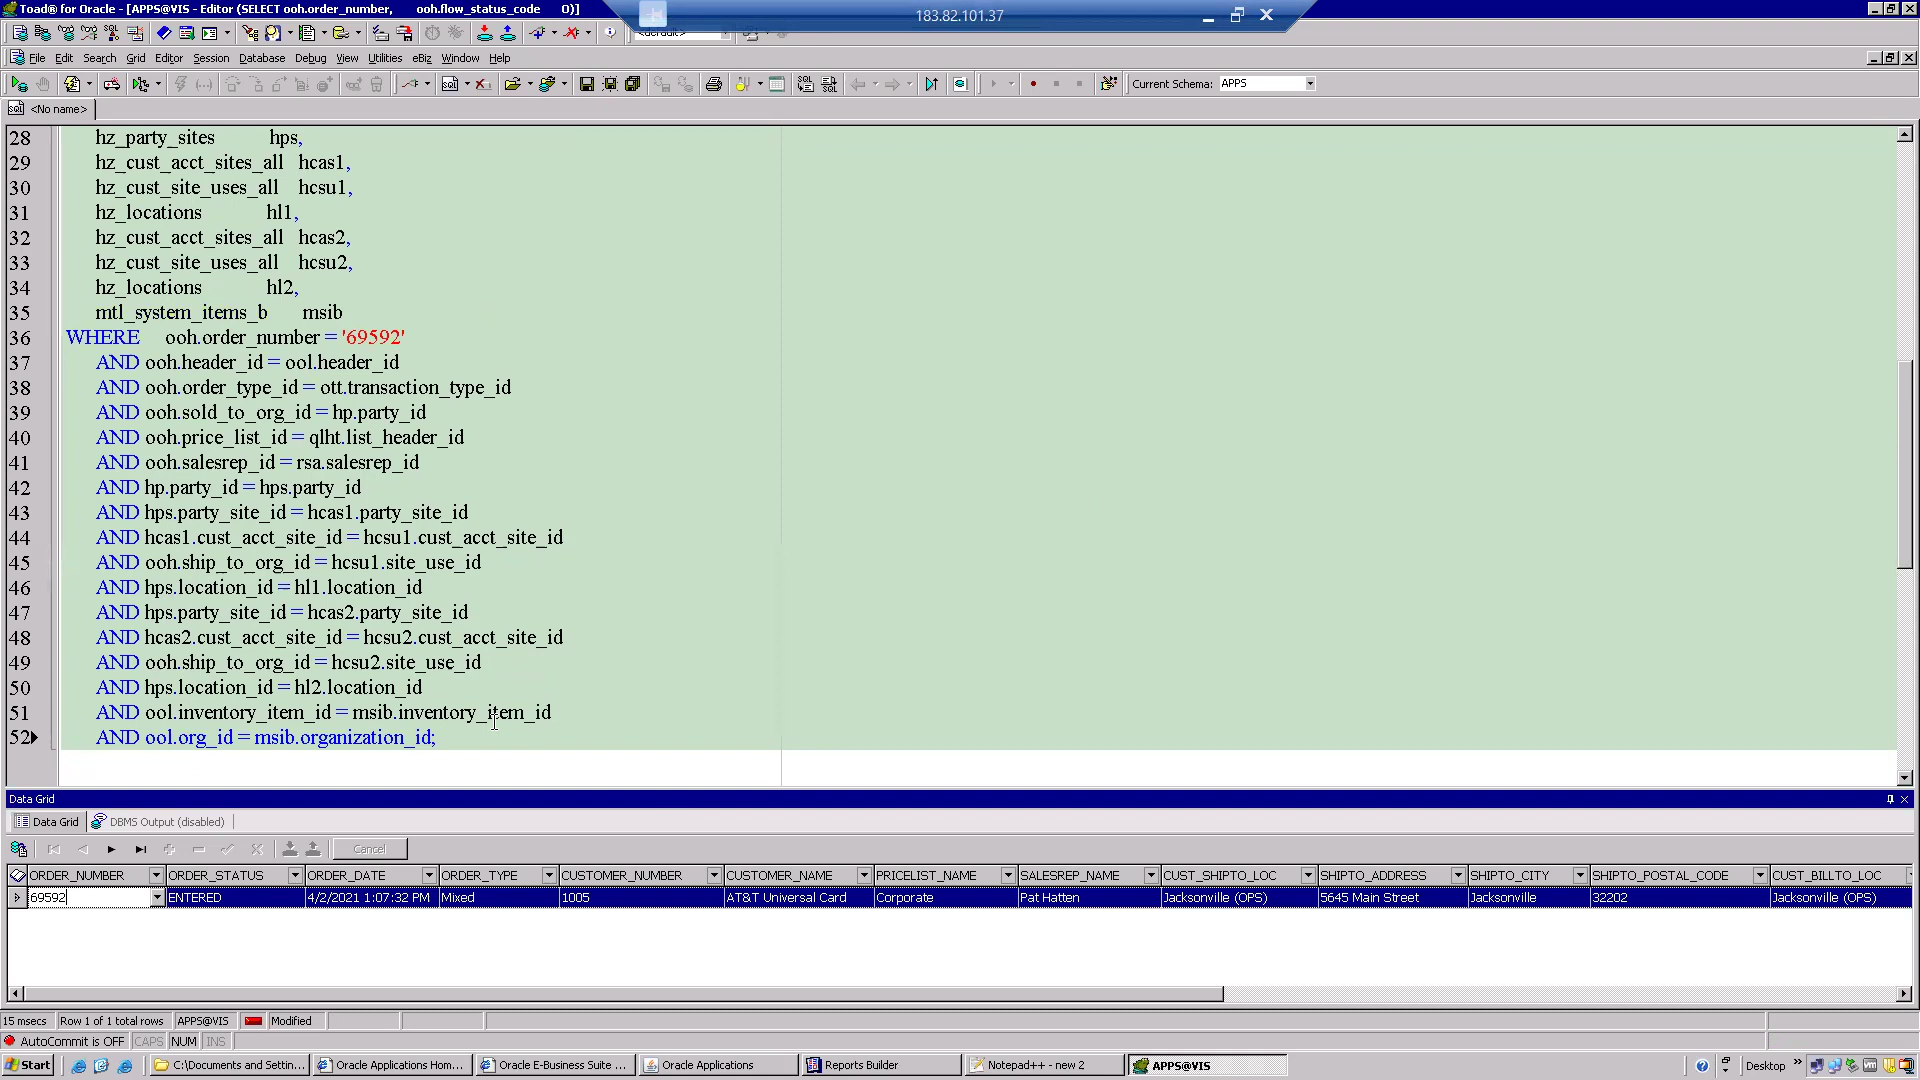 Toad® for Oracle - [APPS@VIS - Editor (SELECT ooh.order_number, ooh.flow_status_code O)]
183.82.101.37
<default>
File Edit Search Grid Editor Session Database Debug View Utilities eBiz Window Help
Current Schema: APPS
<No name>
28 hz_party_sites hps,
29 hz_cust_acct_sites_all hcas1,
30 hz_cust_site_uses_all hcsu1,
31 hz_locations hl1,
32 hz_cust_acct_sites_all hcas2,
33 hz_cust_site_uses_all hcsu2,
34 hz_locations hl2,
35 mtl_system_items_b msib
36 WHERE ooh.order_number = '69592'
37 AND ooh.header_id = ool.header_id
38 AND ooh.order_type_id = ott.transaction_type_id
39 AND ooh.sold_to_org_id = hp.party_id
40 AND ooh.price_list_id = qlht.list_header_id
41 AND ooh.salesrep_id = rsa.salesrep_id
42 AND hp.party_id = hps.party_id
43 AND hps.party_site_id = hcas1.party_site_id
44 AND hcas1.cust_acct_site_id = hcsu1.cust_acct_site_id
45 AND ooh.ship_to_org_id = hcsu1.site_use_id
46 AND hps.location_id = hl1.location_id
47 AND hps.party_site_id = hcas2.party_site_id
48 AND hcas2.cust_acct_site_id = hcsu2.cust_acct_site_id
49 AND ooh.ship_to_org_id = hcsu2.site_use_id
50 AND hps.location_id = hl2.location_id
51 AND ool.inventory_item_id = msib.inventory_item_id
52 AND ool.org_id = msib.organization_id;
Data Grid
Data Grid DBMS Output (disabled)
Cancel
ORDER_NUMBER ORDER_STATUS ORDER_DATE ORDER_TYPE CUSTOMER_NUMBER CUSTOMER_NAME PRICELIST_NAME SALESREP_NAME CUST_SHIPTO_LOC SHIPTO_ADDRESS SHIPTO_CITY SHIPTO_POSTAL_CODE CUST_BILLTO_LOC
69592 ENTERED 4/2/2021 1:07:32 PM Mixed 1005 AT&T Universal Card Corporate Pat Hatten Jacksonville (OPS) 5645 Main Street Jacksonville 32202 Jacksonville (OPS)
15 msecs Row 1 of 1 total rows APPS@VIS Modified
AutoCommit is OFF CAPS NUM INS
Start C:\Documents and Settin... Oracle Applications Hom... Oracle E-Business Suite ... Oracle Applications Reports Builder Notepad++ - new 2 APPS@VIS Desktop